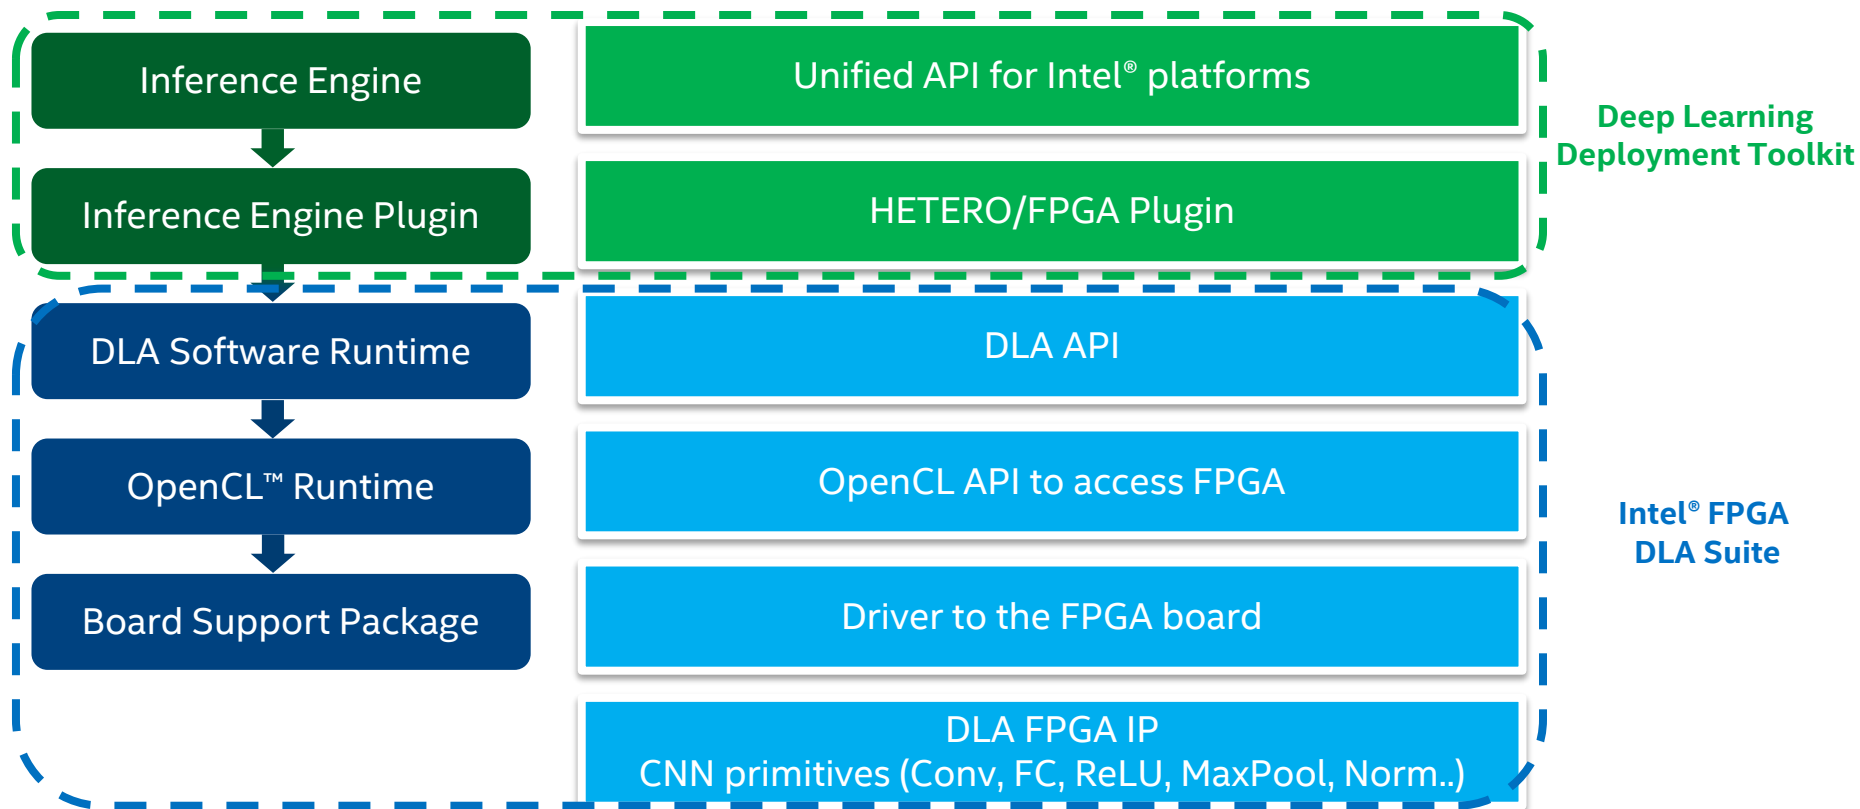 Inference Engine
Unified API for Intel® platforms
Deep Learning
Deployment Toolkit
Inference Engine Plugin
HETERO/FPGA Plugin
DLA Software Runtime
DLA API
OpenCL™ Runtime
OpenCL API to access FPGA
Intel® FPGA
DLA Suite
Board Support Package
Driver to the FPGA board
DLA FPGA IP
CNN primitives (Conv, FC, ReLU, MaxPool, Norm..)